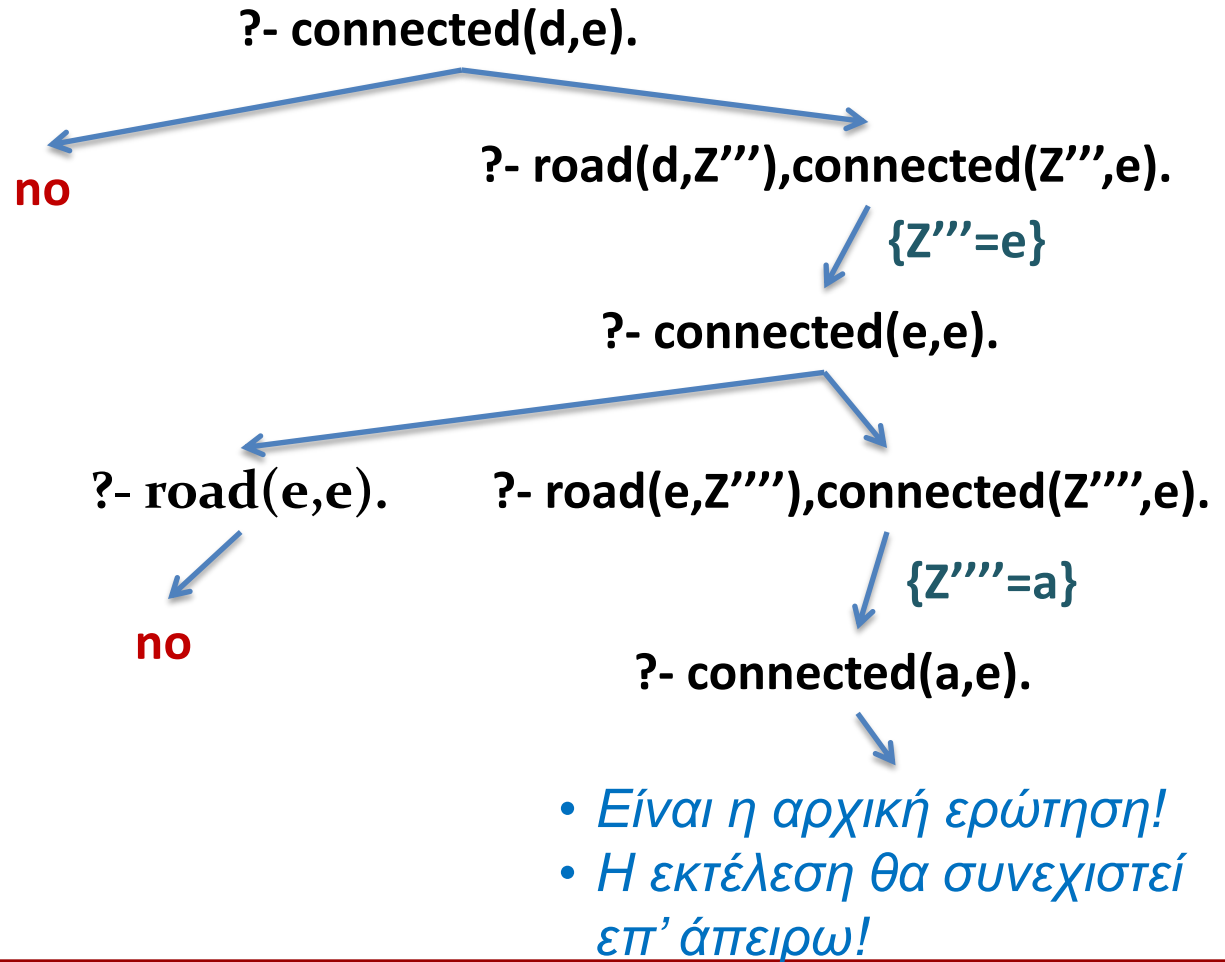 ?- connected(d,e).
no
?- road(d,Z’’’),connected(Z’’’,e).
{Z’’’=e}
?- connected(e,e).
?- road(e,e).
?- road(e,Z’’’’),connected(Z’’’’,e).
{Z’’’’=a}
no
?- connected(a,e).
• Είναι η αρχική ερώτηση!
• Η εκτέλεση θα συνεχιστεί
επ’ άπειρω!